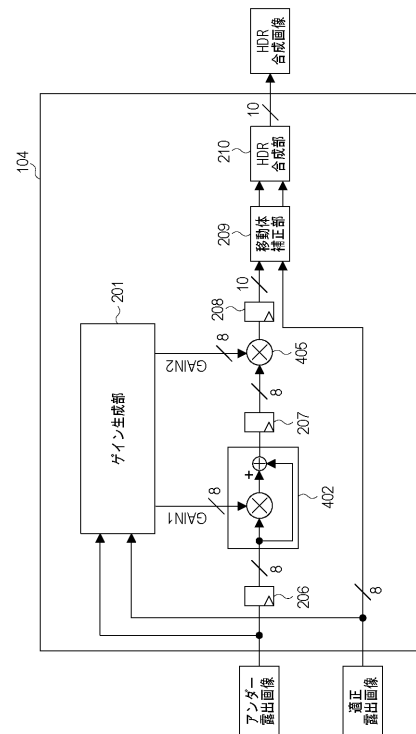 104
201
ゲイン生成部
GAIN1
8
GAIN2
8
アンダー
露出画像
206
8
402
+
207
8
405
208
10
209
移動体
補正部
210
HDR
合成部
10
HDR
合成画像
適正
露出画像
8